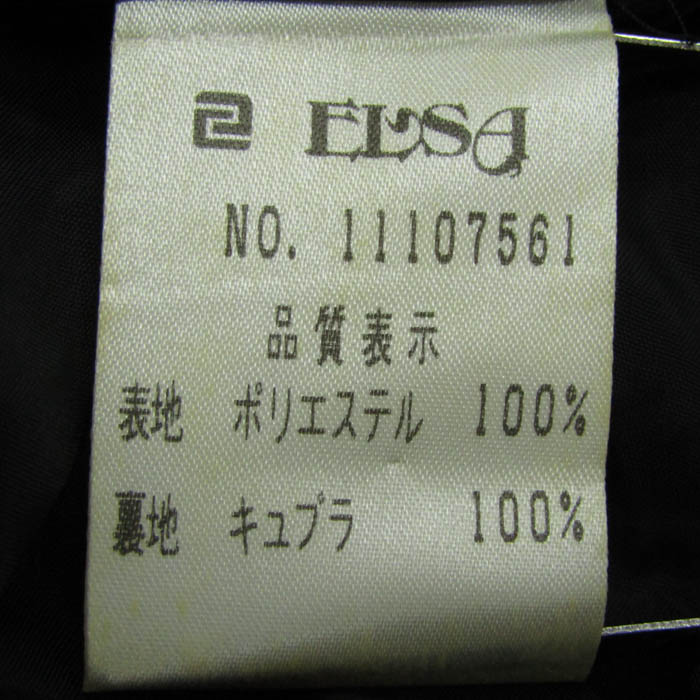 ELSA
NO. 11107561
品質表示
表地 ポリエステル 100%
裏地 キュプラ 100%